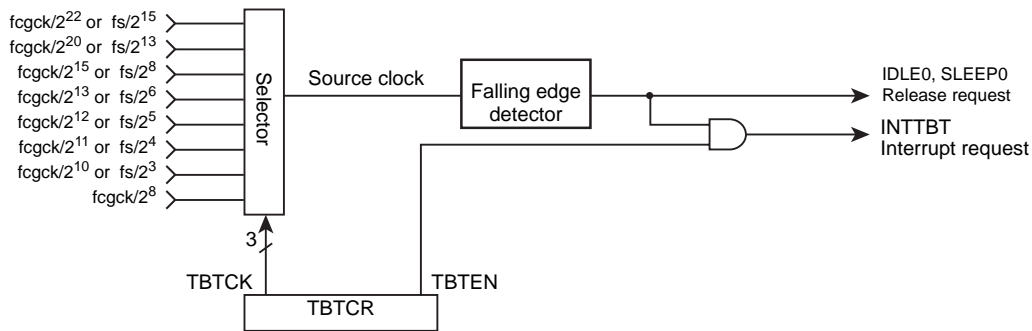 fcgck/2²² or fs/2¹⁵
fcgck/2²⁰ or fs/2¹³
fcgck/2¹⁵ or fs/2⁸
fcgck/2¹³ or fs/2⁶
fcgck/2¹² or fs/2⁵
fcgck/2¹¹ or fs/2⁴
fcgck/2¹⁰ or fs/2³
fcgck/2⁸
Selector
Source clock
Falling edge
detector
IDLE0, SLEEP0
Release request
INTTBT
Interrupt request
3
TBTCK
TBTEN
TBTCR